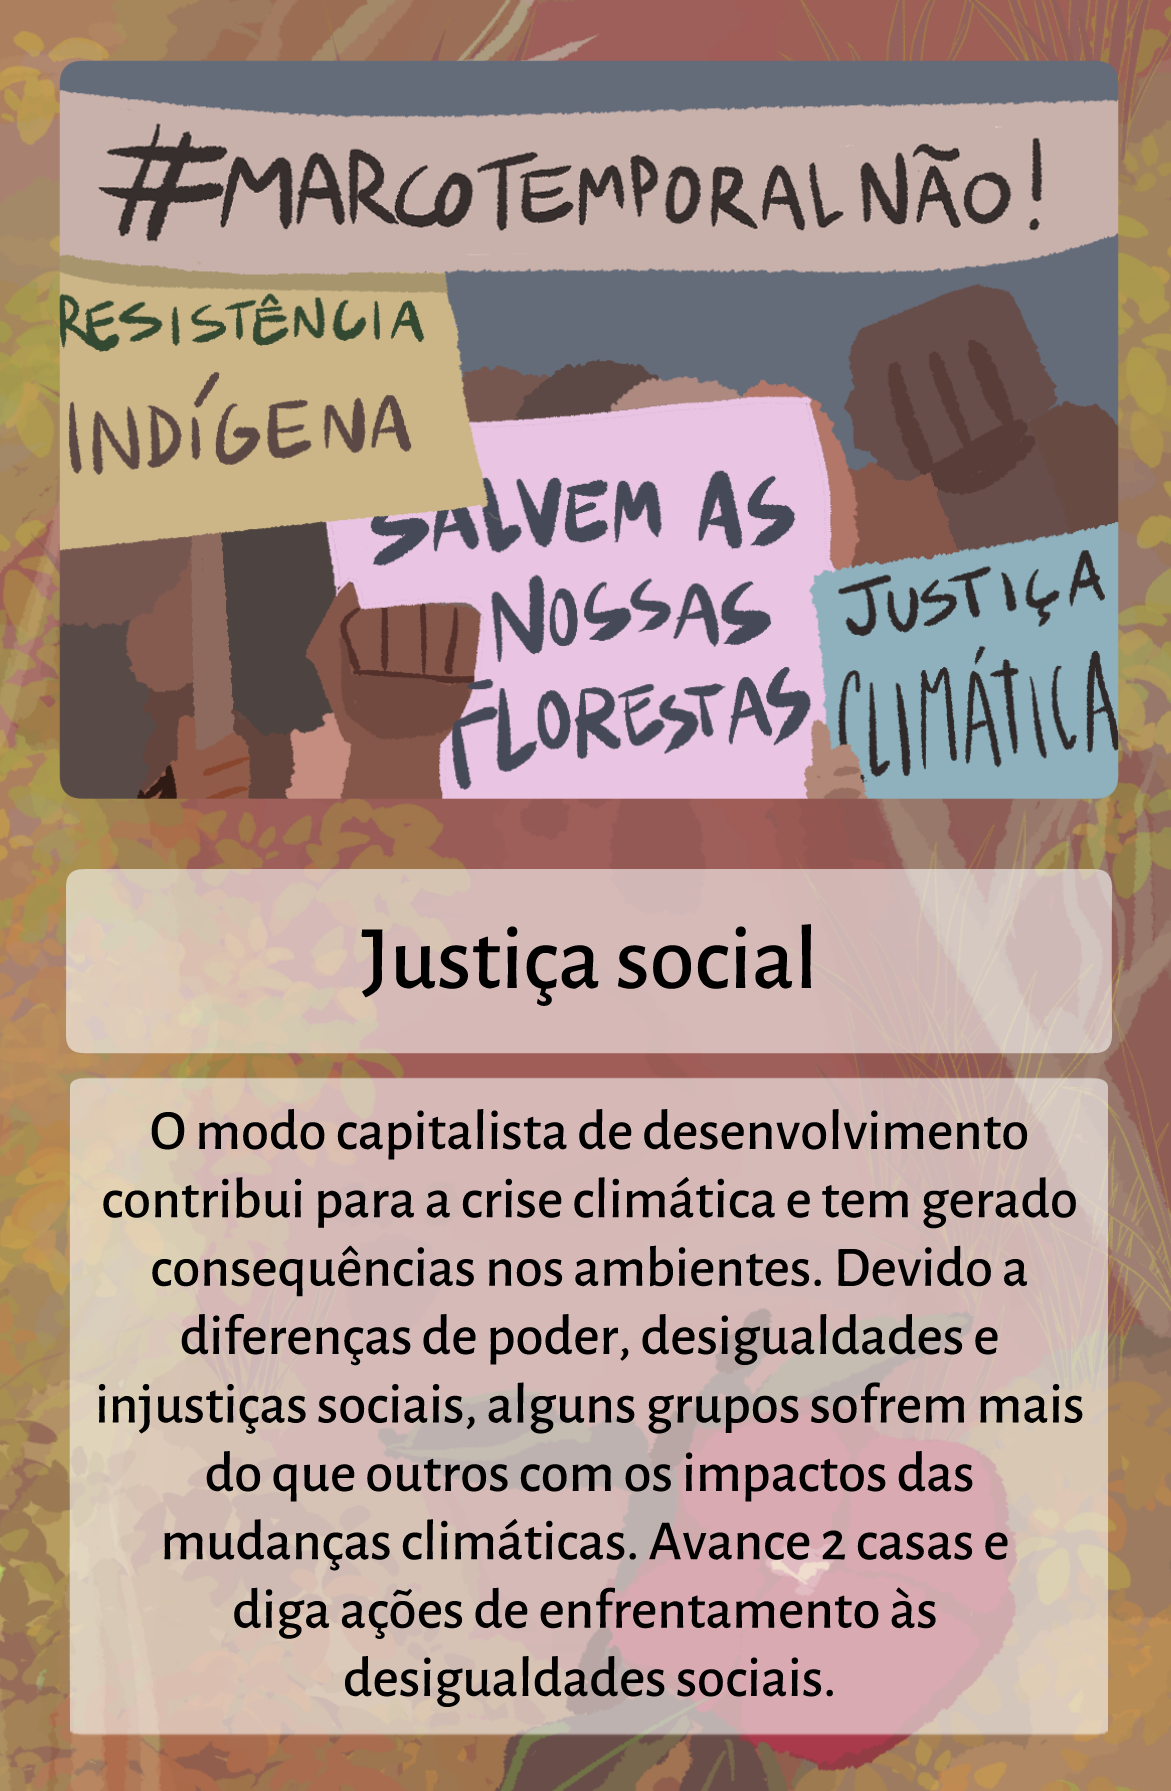 #MARCOTEMPORAL NÃO!
RESISTÊNCIA
INDÍGENA
SALVEM AS
NOSSAS
FLORESTAS
JUSTIÇA
CLIMÁTICA
Justiça social
O modo capitalista de desenvolvimento
contribui para a crise climática e tem gerado
consequências nos ambientes. Devido a
diferenças de poder, desigualdades e
injustiças sociais, alguns grupos sofrem mais
do que outros com os impactos das
mudanças climáticas. Avance 2 casas e
diga ações de enfrentamento às
desigualdades sociais.